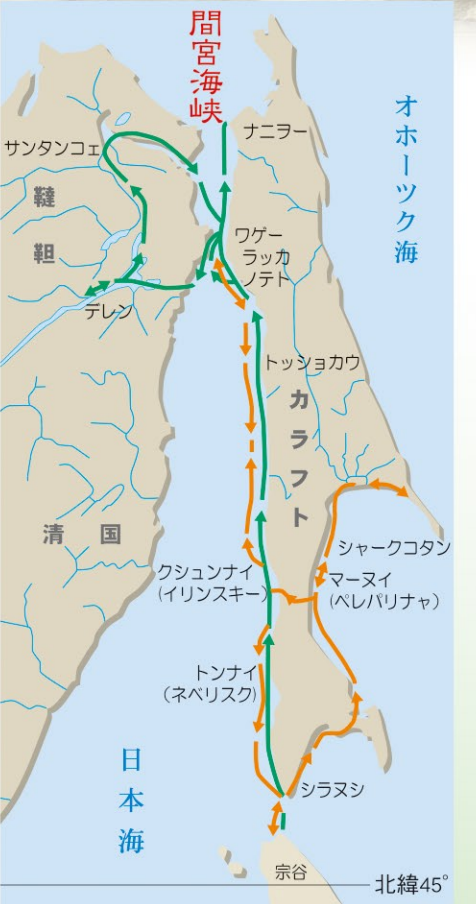 間宮海峡
オホーツク海
ナニヲー
サンタンコェ
韃靼
ワゲー
ラッカ
ノテト
デレン
トッショカウ
カラフト
清国
シャークコタン
クシュンナイ
(イリンスキー)
マーヌイ
(ペレパリナャ)
トンナイ
(ネベリスク)
日本海
シラヌシ
宗谷
北緯45°